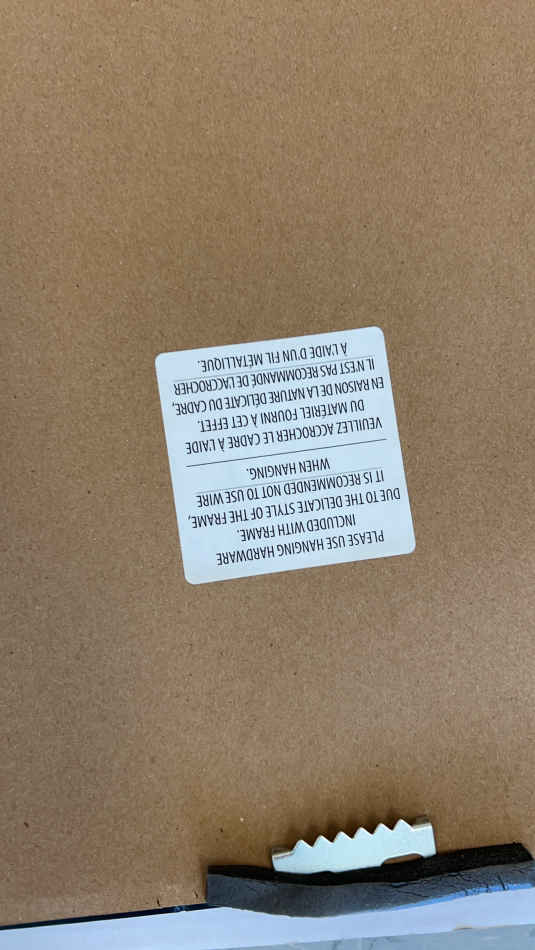 PLEASE USE HANGING HARDWARE
INCLUDED WITH FRAME.
DUE TO THE DELICATE STYLE OF THE FRAME,
IT IS RECOMMENDED NOT TO USE WIRE
WHEN HANGING.
VEUILLEZ ACCROCHER LE CADRE À L'AIDE
DU MATÉRIEL FOURNI À CET EFFET.
EN RAISON DE LA NATURE DÉLICATE DU CADRE,
IL N'EST PAS RECOMMANDÉ DE L'ACCROCHER
À L'AIDE D'UN FIL MÉTALLIQUE.